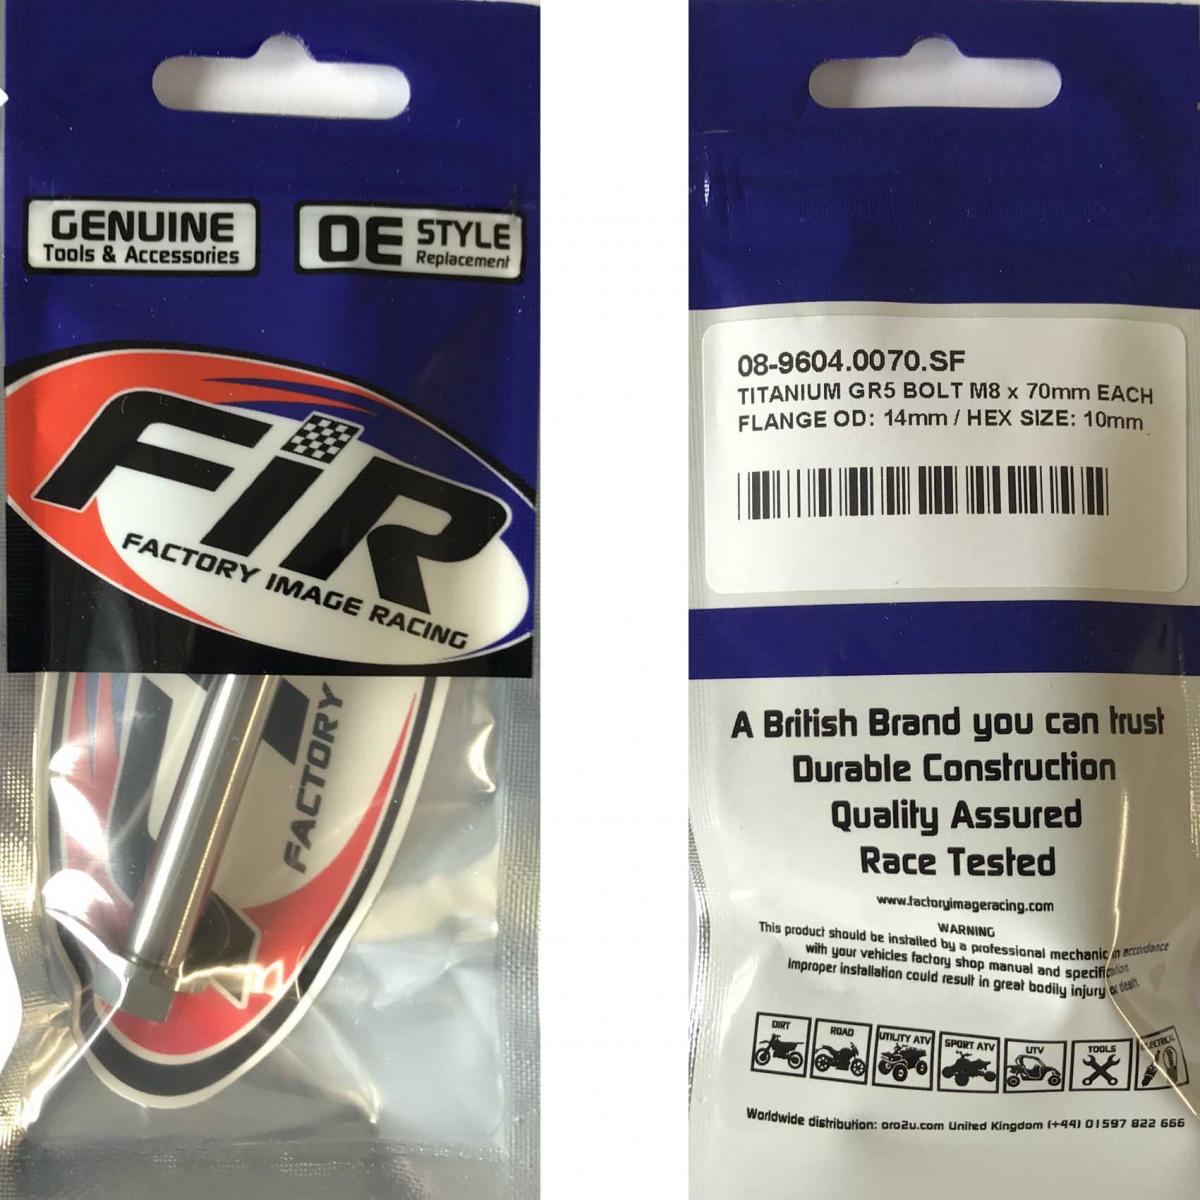 GENUINE
Tools & Accessories
OE STYLE
Replacement
FiR
FACTORY IMAGE RACING
FACTORY
08-9604.0070.SF
TITANIUM GR5 BOLT M8 x 70mm EACH
FLANGE OD: 14mm / HEX SIZE: 10mm
A British Brand you can trust
Durable Construction
Quality Assured
Race Tested
www.factoryimageracing.com
WARNING
This product should be installed by a professional mechanic in accordance
with your vehicles factory shop manual and specification.
Improper installation could result in great bodily injury or death.
DIRT
ROAD
UTILITY ATV
SPORT ATV
UTV
TOOLS
ELECTRICAL
Worldwide distribution: oro2u.com United Kingdom (+44) 01597 822 666